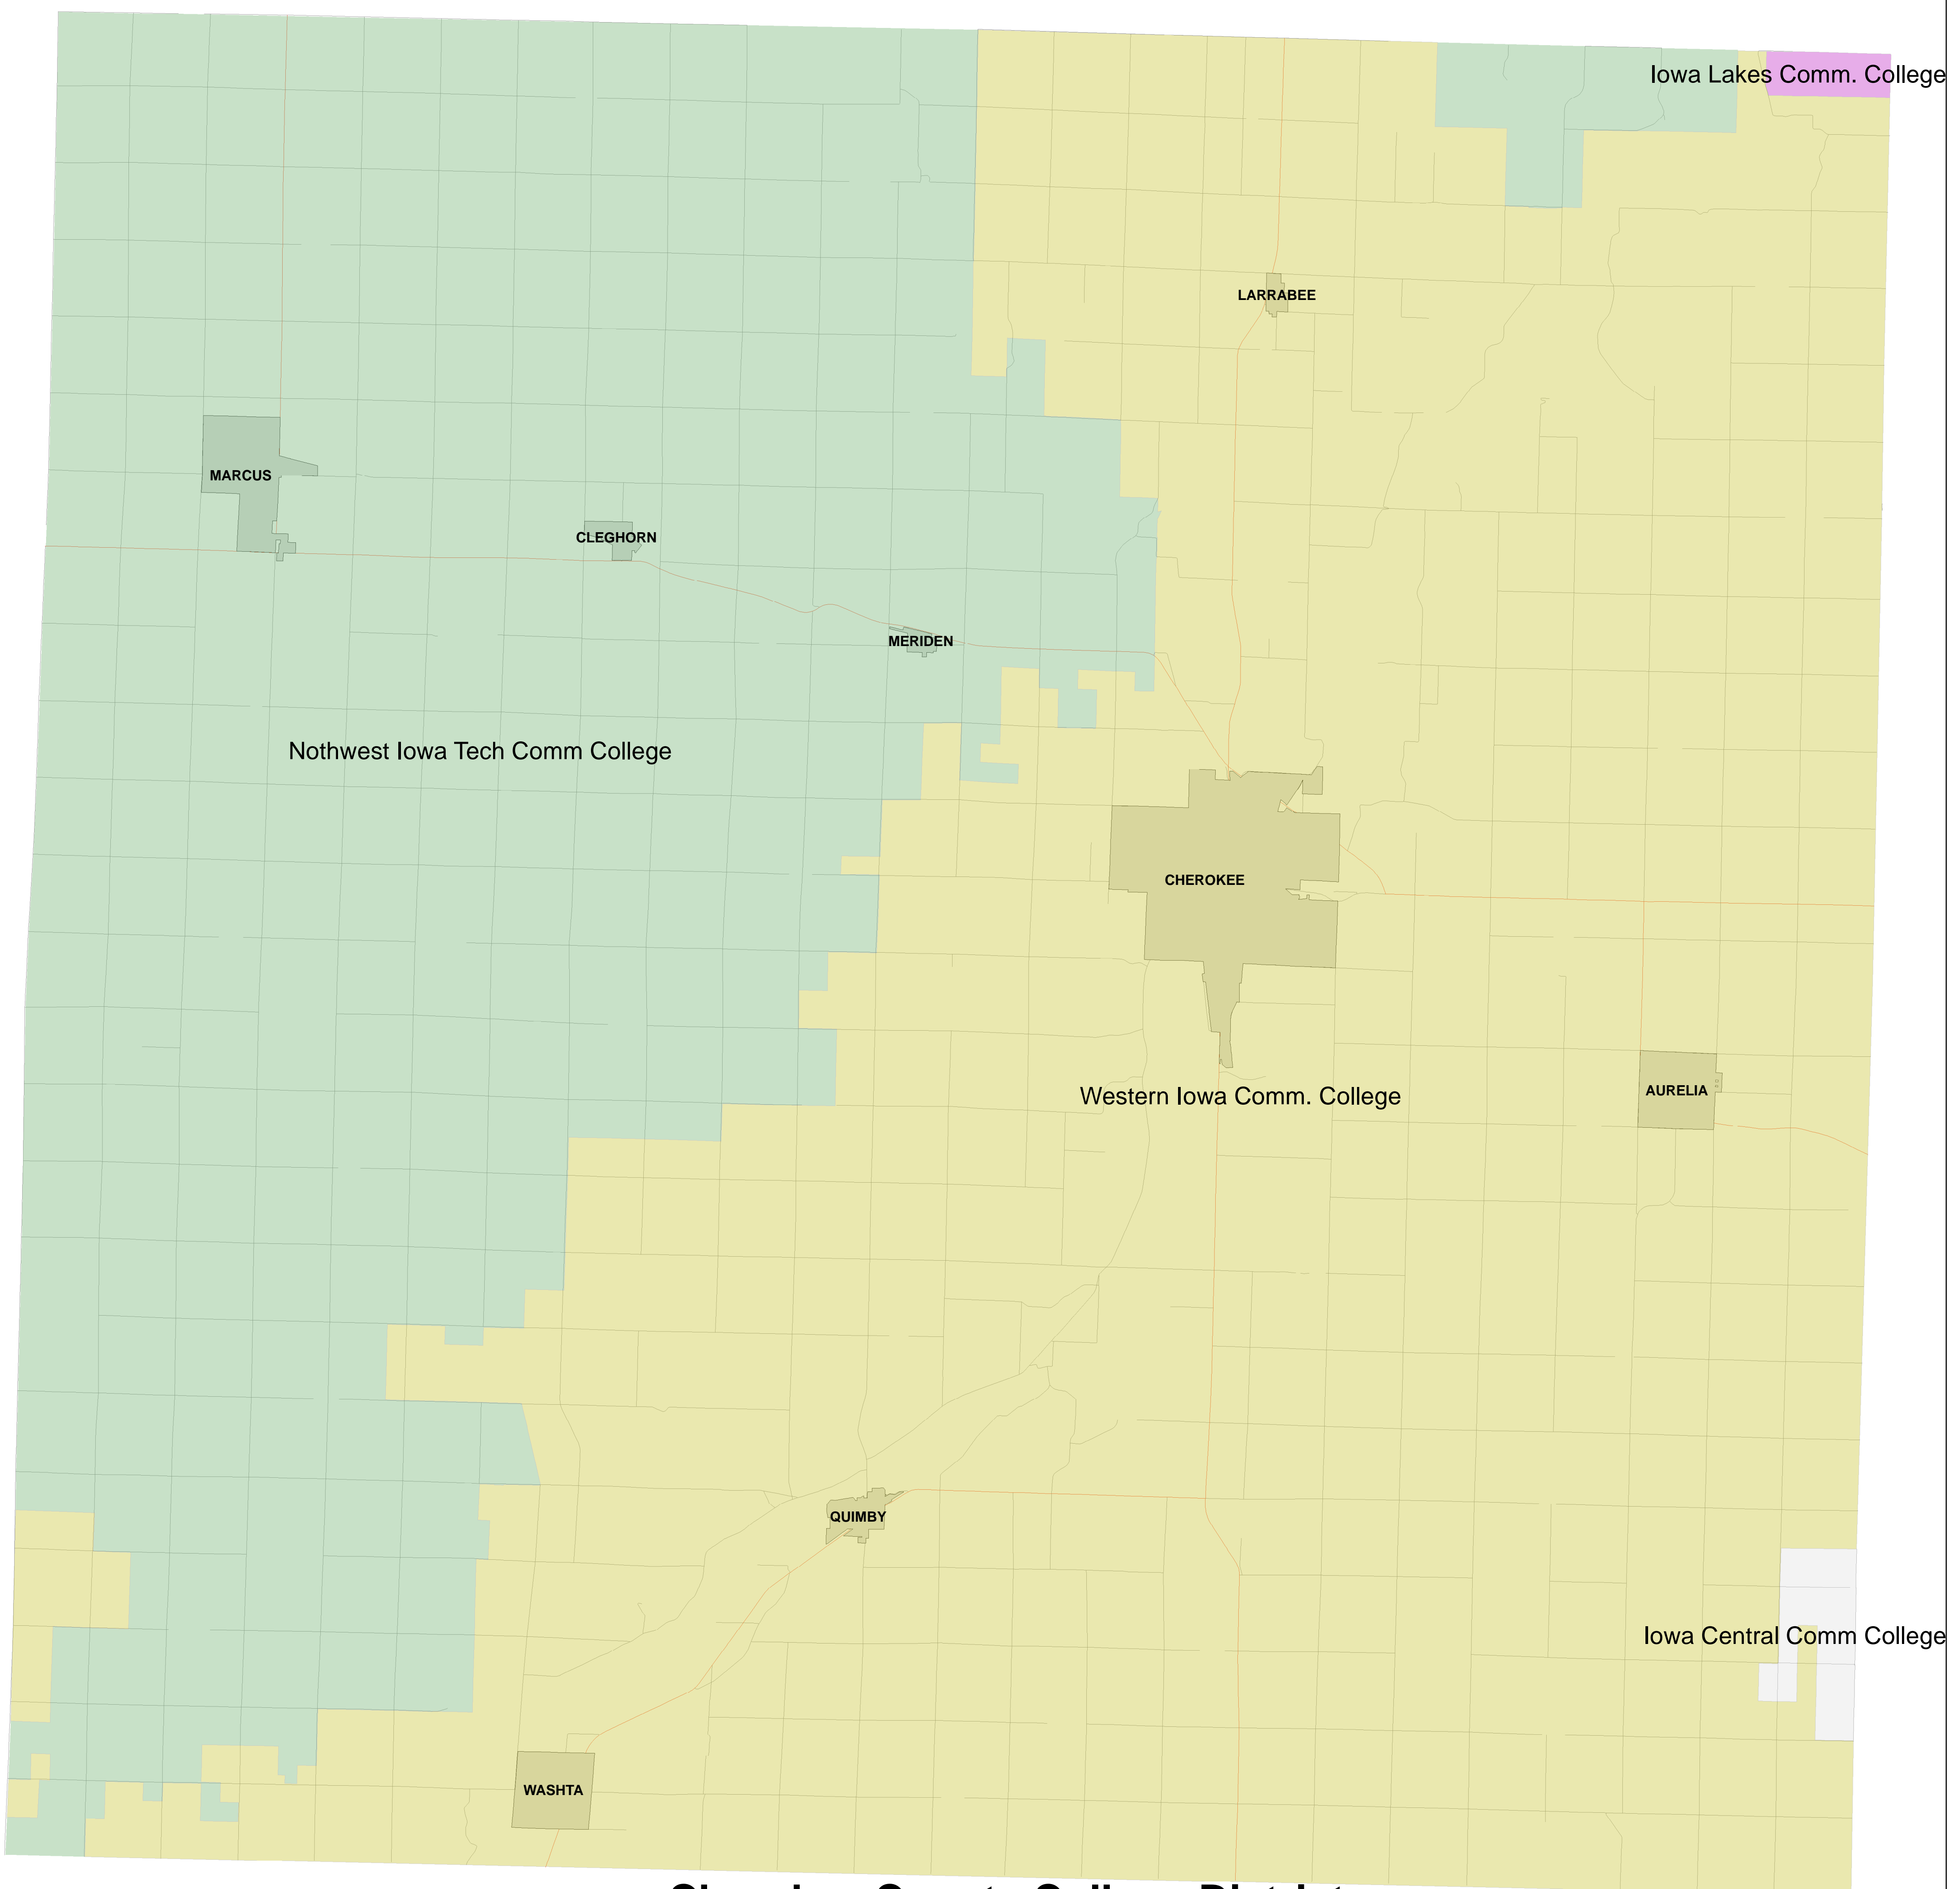 Iowa Lakes Comm. College
LARRABEE
MARCUS
CLEGHORN
MERIDEN
Nothwest Iowa Tech Comm College
CHEROKEE
AURELIA
Western Iowa Comm. College
QUIMBY
Iowa Central Comm College
WASHTA